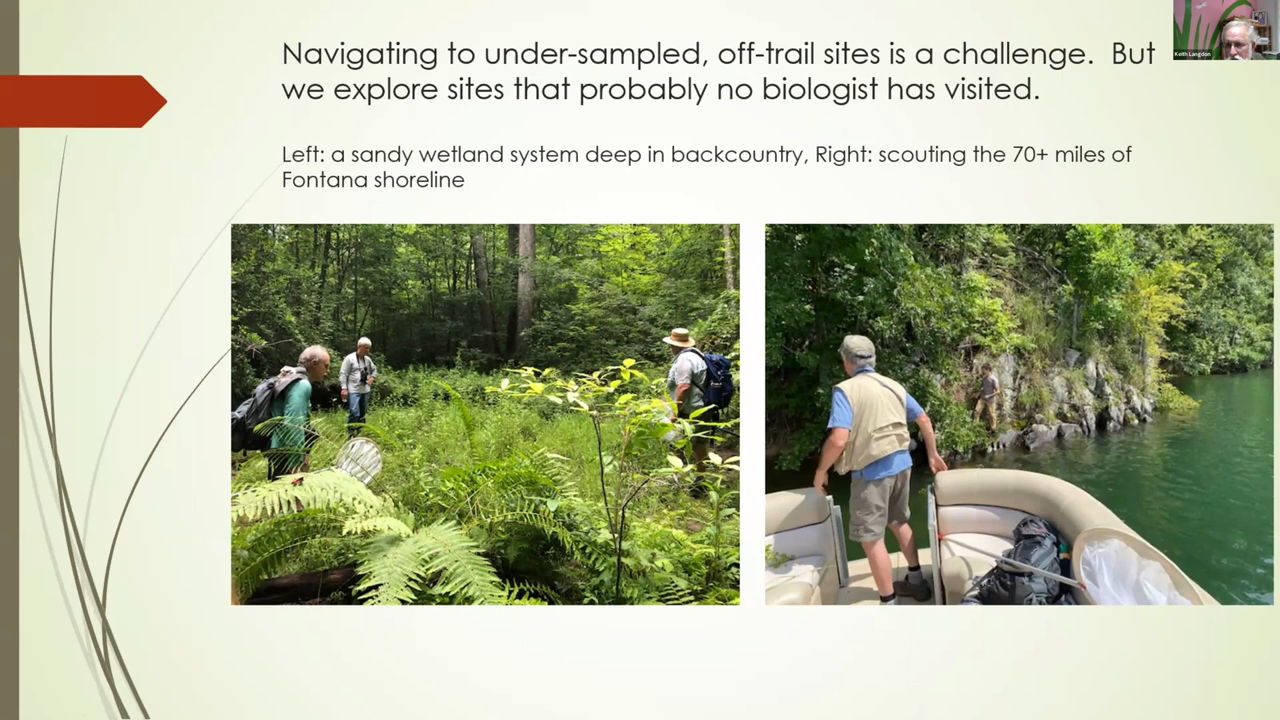 Navigating to under-sampled, off-trail sites is a challenge.  But
we explore sites that probably no biologist has visited.
Left: a sandy wetland system deep in backcountry, Right: scouting the 70+ miles of
Fontana shoreline
Keith Langdon